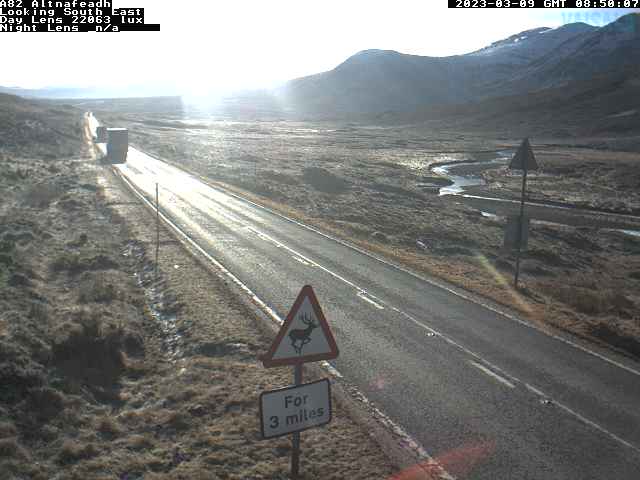 A82 Altnafeadh
Looking South East
Day Lens 22063 lux
Night Lens  n/a
2023-03-09 GMT 08:50:07
For
3 miles